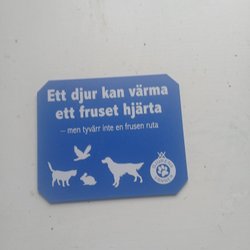 Ett djur kan värma
ett fruset hjärta
– men tyvärr inte en frusen ruta